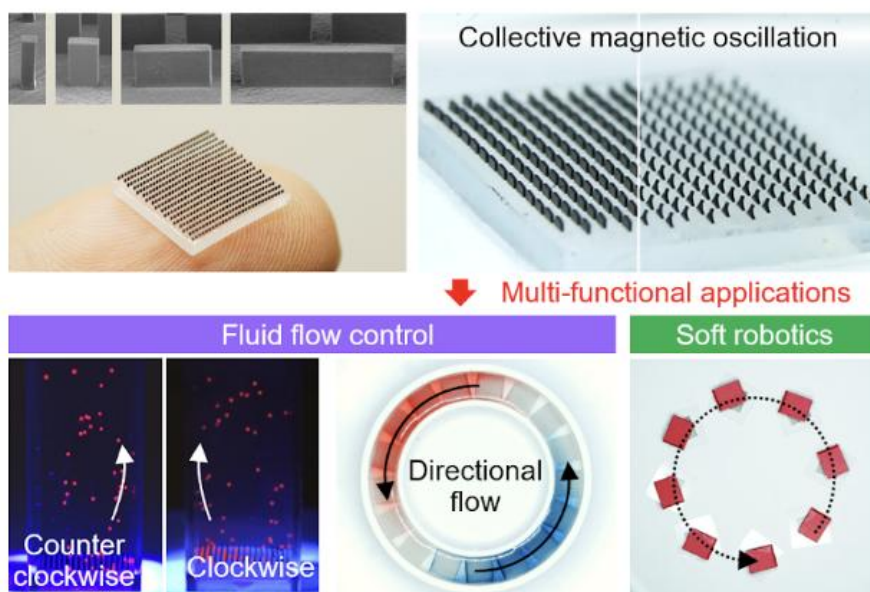 Collective magnetic oscillation
Multi-functional applications
Fluid flow control
Soft robotics
Counter
clockwise
Clockwise
Directional
flow